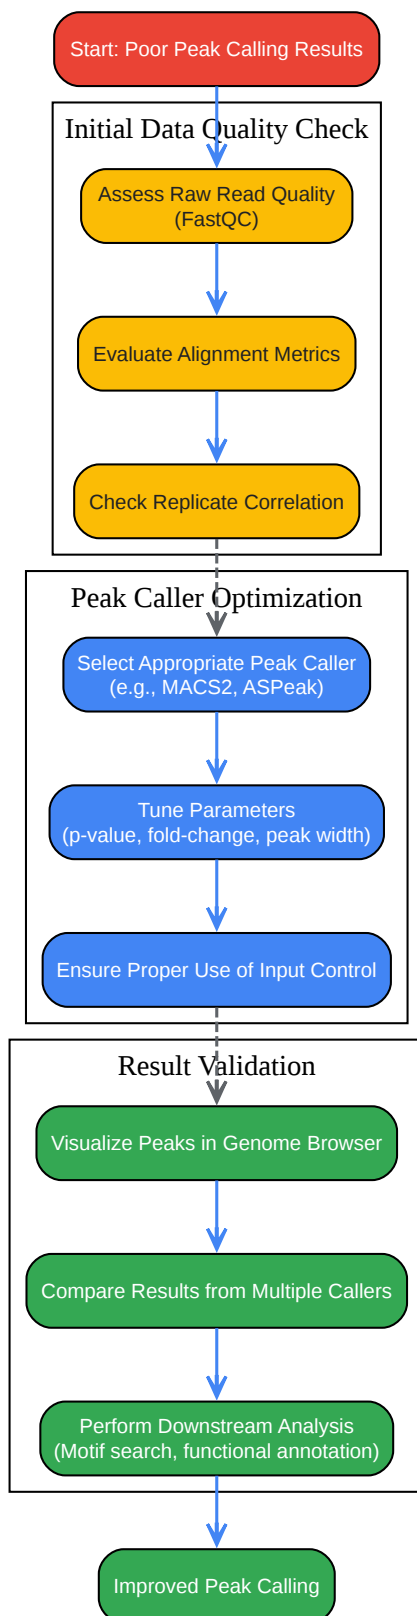 Start: Poor Peak Calling Results
Initial Data Quality Check
Assess Raw Read Quality
(FastQC)
Evaluate Alignment Metrics
Check Replicate Correlation
Peak Caller Optimization
Select Appropriate Peak Caller
(e.g., MACS2, ASPeak)
Tune Parameters
(p-value, fold-change, peak width)
Ensure Proper Use of Input Control
Result Validation
Visualize Peaks in Genome Browser
Compare Results from Multiple Callers
Perform Downstream Analysis
(Motif search, functional annotation)
Improved Peak Calling